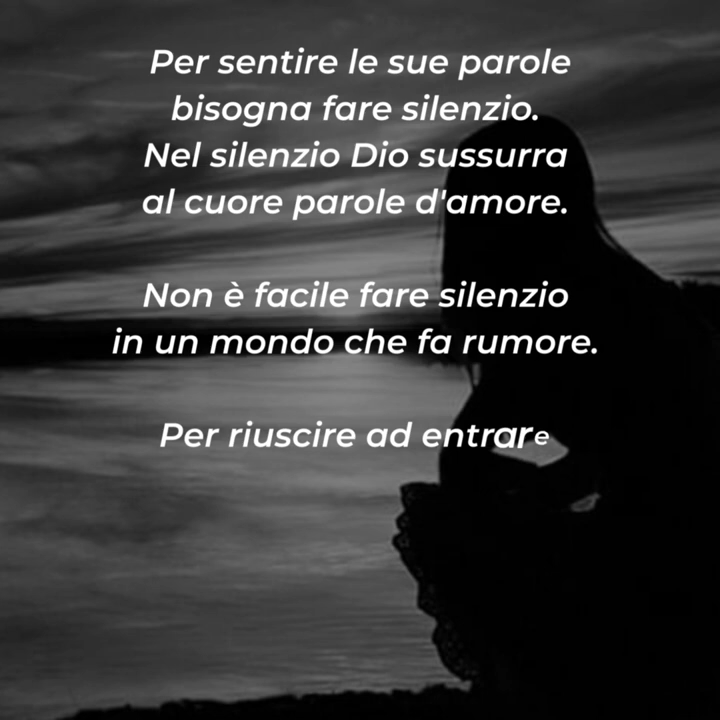 Per sentire le sue parole
bisogna fare silenzio.
Nel silenzio Dio sussurra
al cuore parole d'amore.
Non è facile fare silenzio
in un mondo che fa rumore.
Per riuscire ad entrare